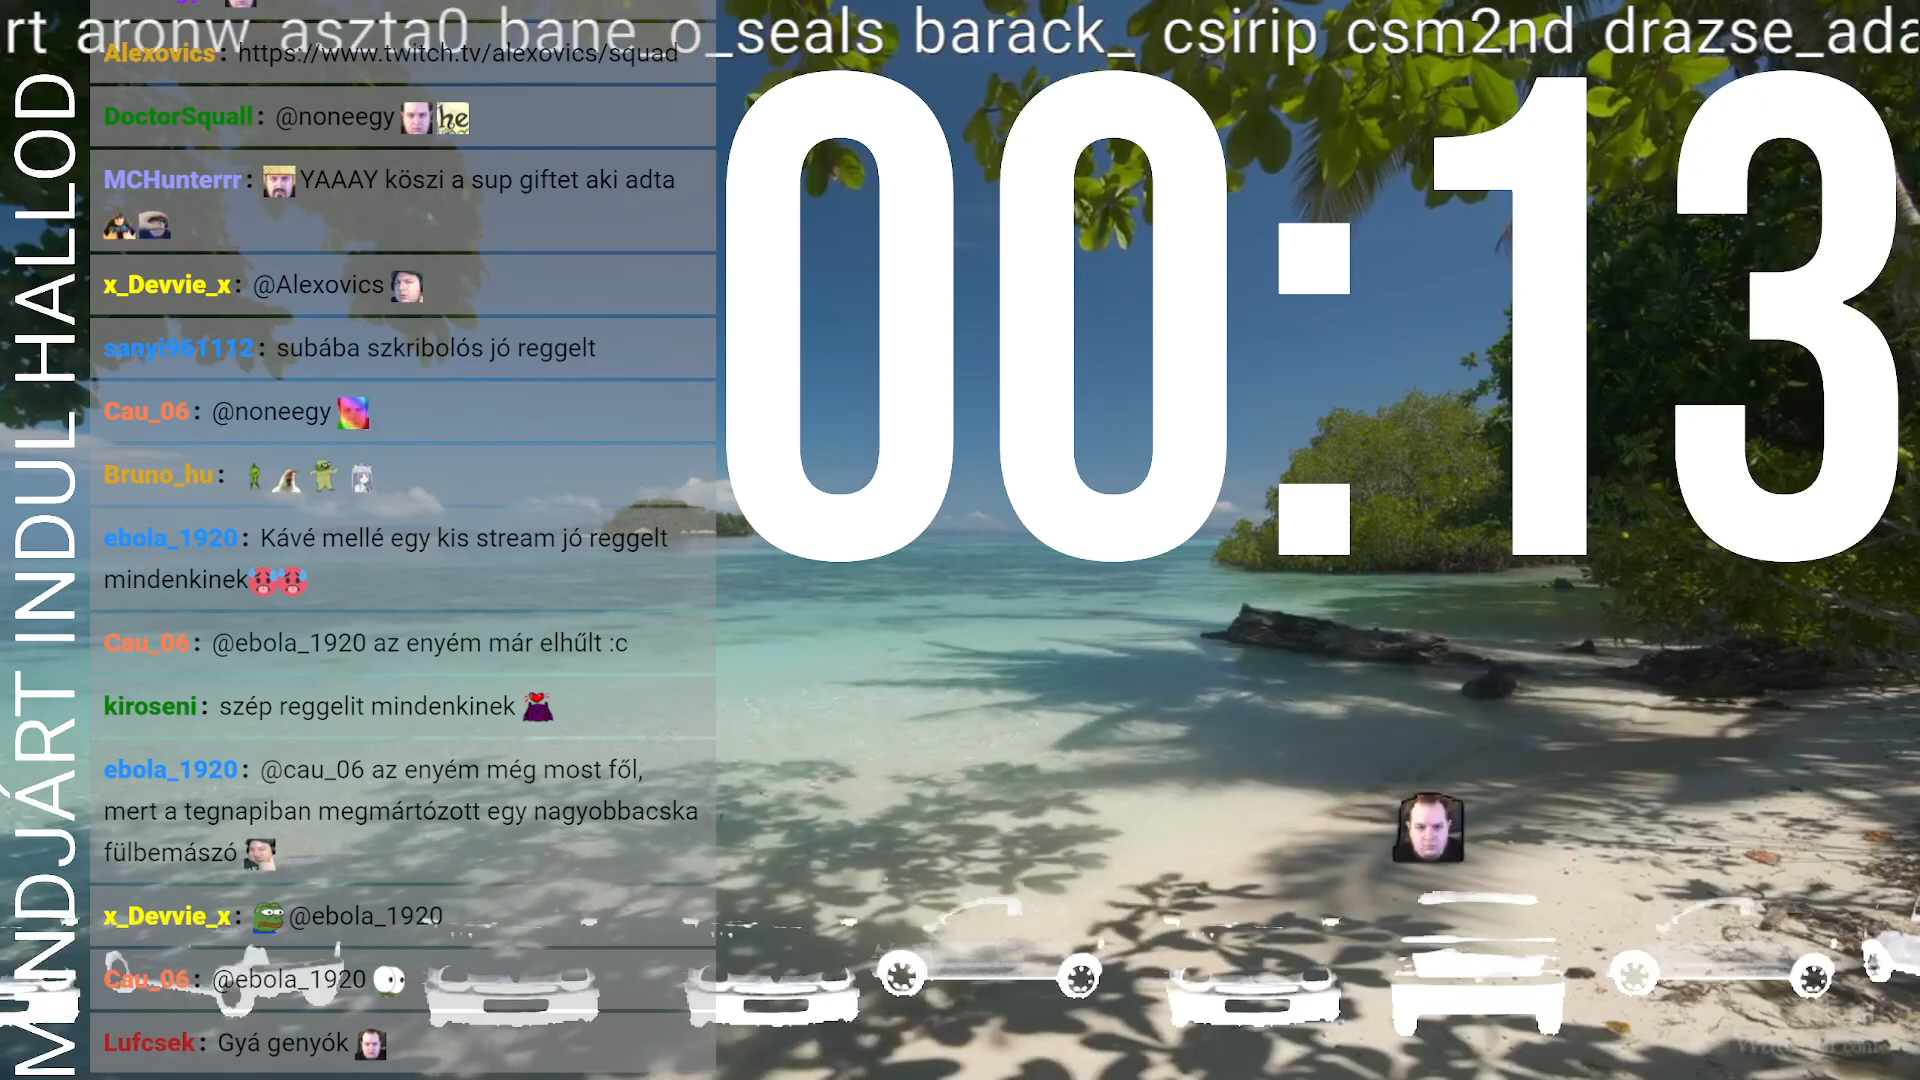 rt aronw aszta0 bane_o_seals barack_ csirip csm2nd drazse_ada
MINDJÁRT INDUL HALLOD
00:13
Alexovics: https://www.twitch.tv/alexovics/squad
DoctorSquall: @noneegy he
MCHunterrr: YAAAY köszi a sup giftet aki adta
x_Devvie_x: @Alexovics
sanyi961112: subába szkribolós jó reggelt
Cau_06: @noneegy
Bruno_hu:
ebola_1920: Kávé mellé egy kis stream jó reggelt
mindenkinek
Cau_06: @ebola_1920 az enyém már elhűlt :c
kiroseni: szép reggelit mindenkinek
ebola_1920: @cau_06 az enyém még most fől,
mert a tegnapiban megmártózott egy nagyobbacska
fülbemászó
x_Devvie_x: @ebola_1920
Cau_06: @ebola_1920
Lufcsek: Gyá genyók